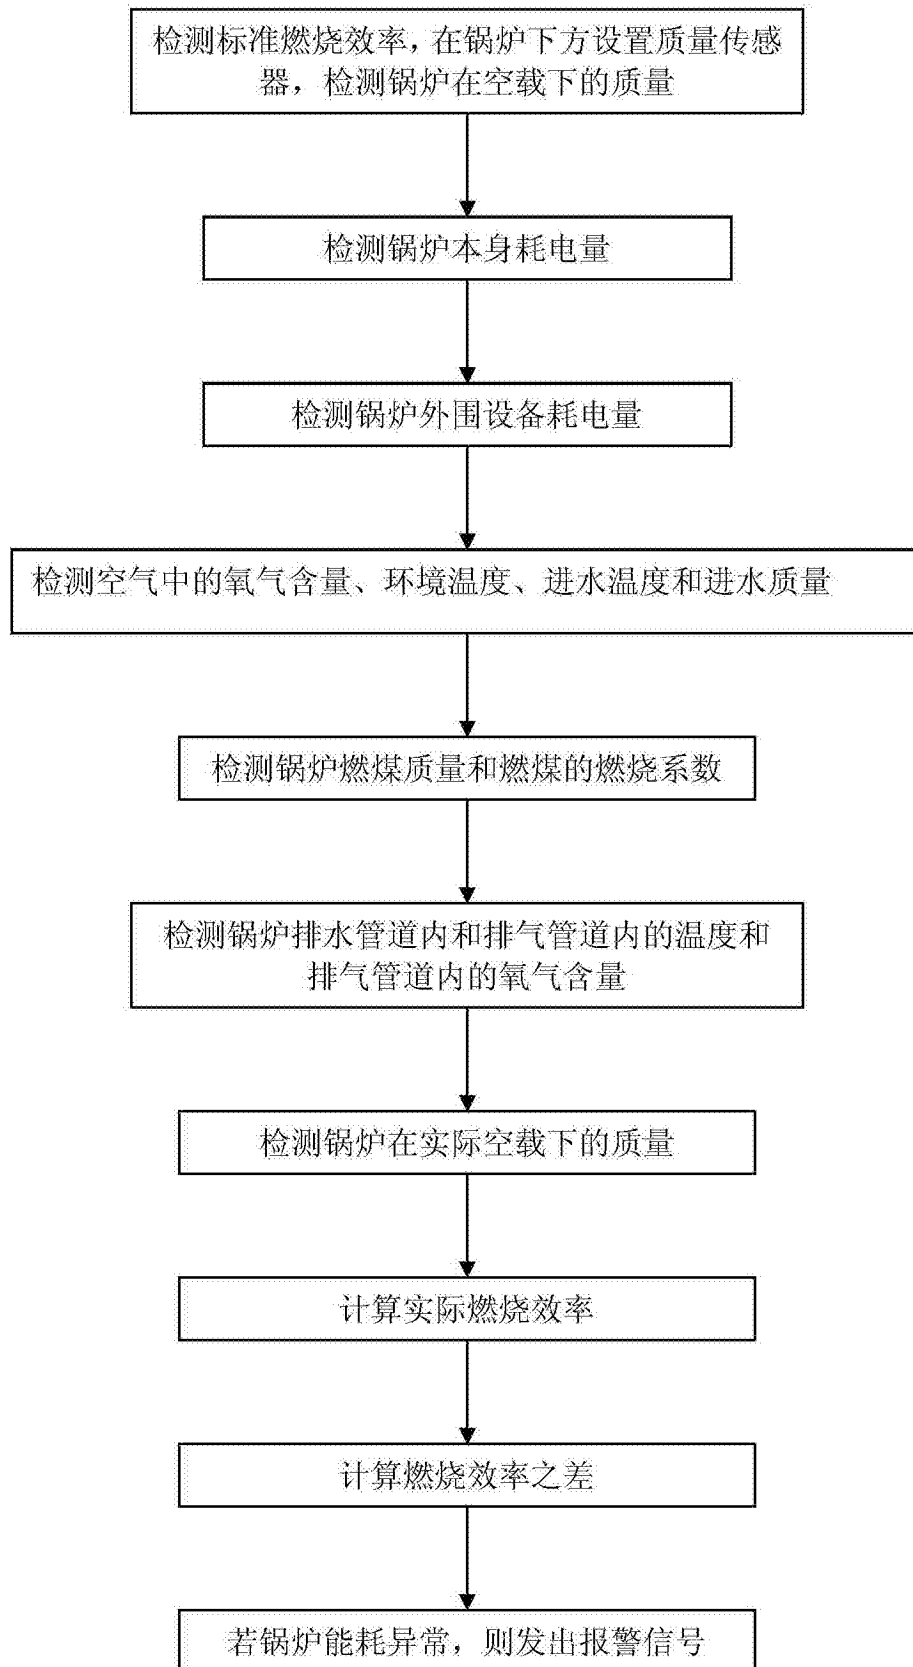 检测标准燃烧效率，在锅炉下方设置质量传感
器，检测锅炉在空载下的质量
检测锅炉本身耗电量
检测锅炉外围设备耗电量
检测空气中的氧气含量、环境温度、进水温度和进水质量
检测锅炉燃煤质量和燃煤的燃烧系数
检测锅炉排水管道内和排气管道内的温度和
排气管道内的氧气含量
检测锅炉在实际空载下的质量
计算实际燃烧效率
计算燃烧效率之差
若锅炉能耗异常，则发出报警信号